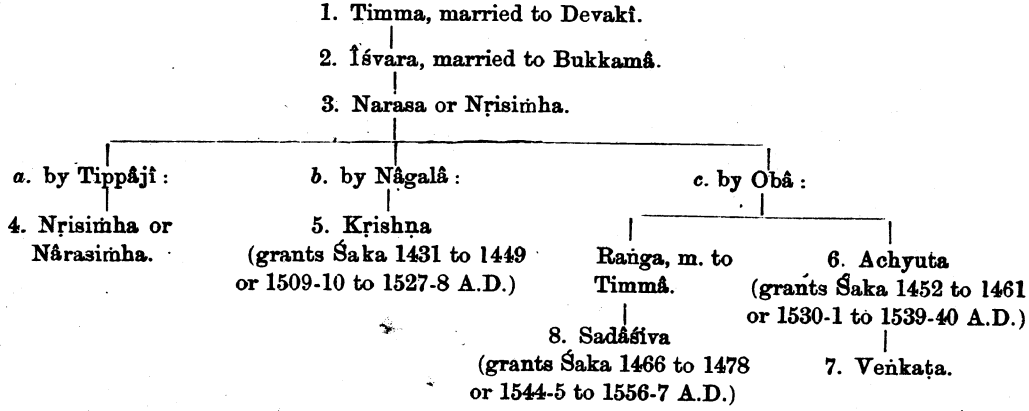 1. Timma, married to Devakî.
2. Îśvara, married to Bukkamâ.
3. Narasa or Nṛisiṁha.
a. by Tippâjî :
b. by Nâgalâ :
c. by Obâ :
4. Nṛisiṁha or
Nârasiṁha.
5. Kṛishṇa
(grants Śaka 1431 to 1449
or 1509-10 to 1527-8 A.D.)
Raṅga, m. to
Timmâ.
6. Achyuta
(grants Śaka 1452 to 1461
or 1530-1 to 1539-40 A.D.)
8. Sadâśiva
(grants Śaka 1466 to 1478
or 1544-5 to 1556-7 A.D.)
7. Veṅkaṭa.